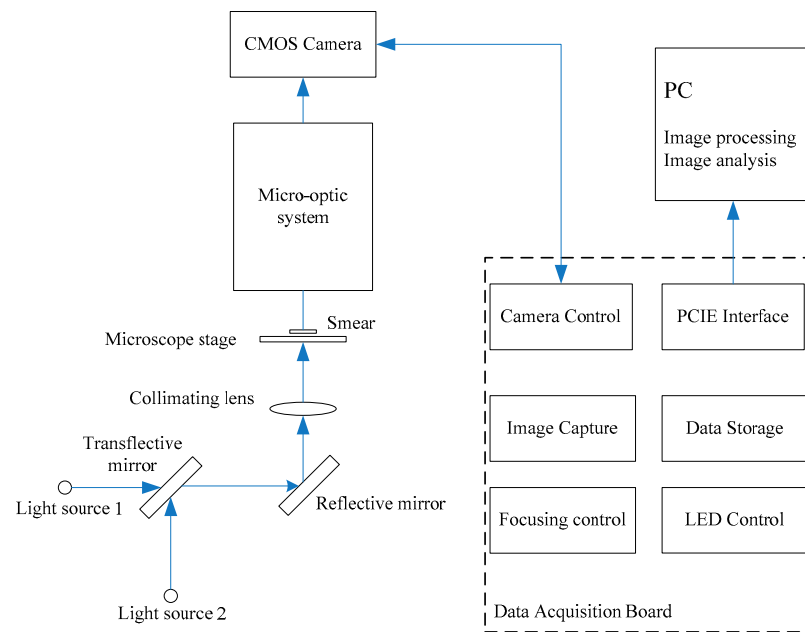 CMOS Camera
PC
Image processing
Image analysis
Micro-optic
system
Smear
Microscope stage
Camera Control
PCIE Interface
Collimating lens
Image Capture
Data Storage
Transflective
mirror
Reflective mirror
Light source 1
Focusing control
LED Control
Light source 2
Data Acquisition Board